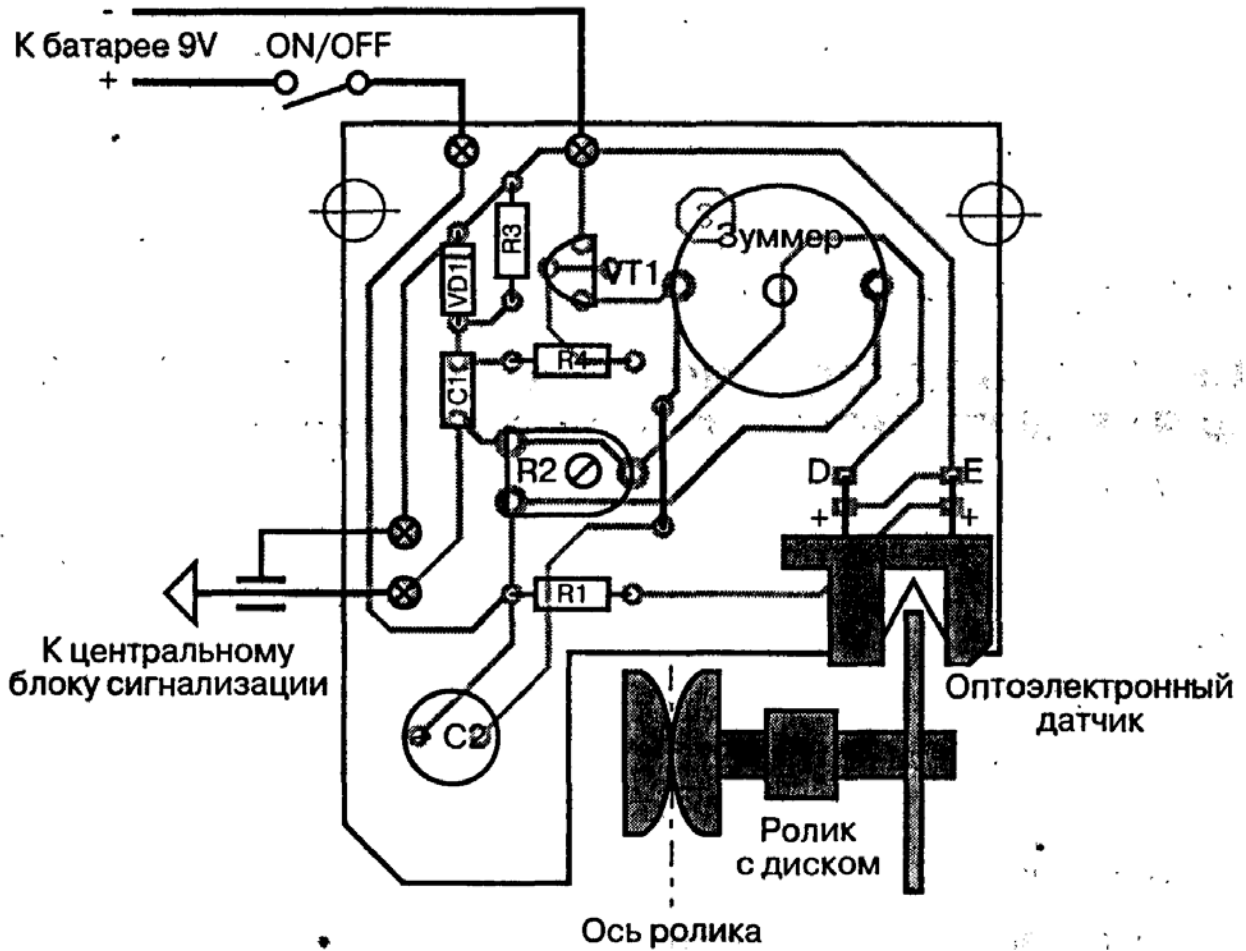 -
К батарее 9V
ON/OFF
+
R3
3
Зуммер
VD1
VT1
R4
C1
R2
D
E
+
+
R1
К центральному
блоку сигнализации
Оптоэлектронный
датчик
C2
Ролик
с диском
Ось ролика